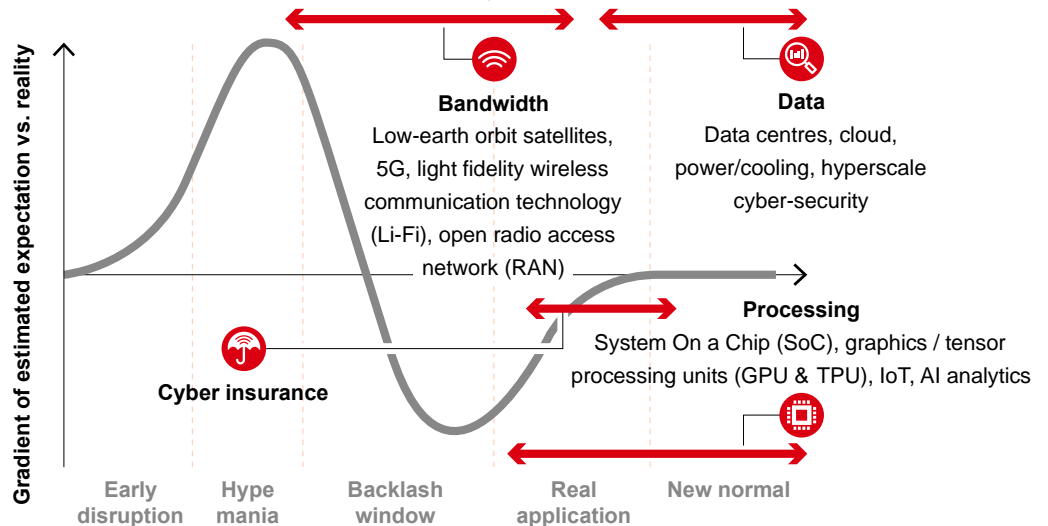 Gradient of estimated expectation vs. reality
Bandwidth
Low-earth orbit satellites,
5G, light fidelity wireless
communication technology
(Li-Fi), open radio access
network (RAN)
Data
Data centres, cloud,
power/cooling, hyperscale
cyber-security
Cyber insurance
Processing
System On a Chip (SoC), graphics / tensor
processing units (GPU & TPU), IoT, AI analytics
Early
disruption
Hype
mania
Backlash
window
Real
application
New normal